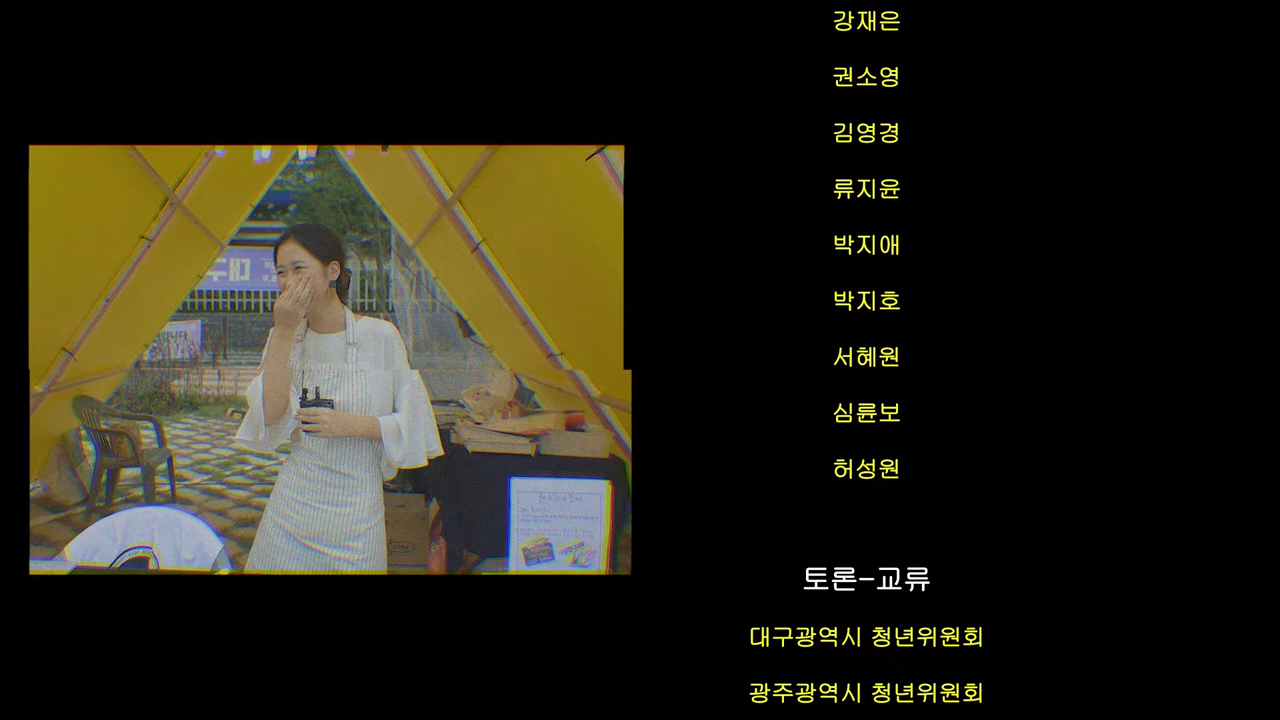 강재은
권소영
김영경
류지윤
박지애
박지호
서혜원
심륜보
허성원
토론-교류
대구광역시 청년위원회
광주광역시 청년위원회